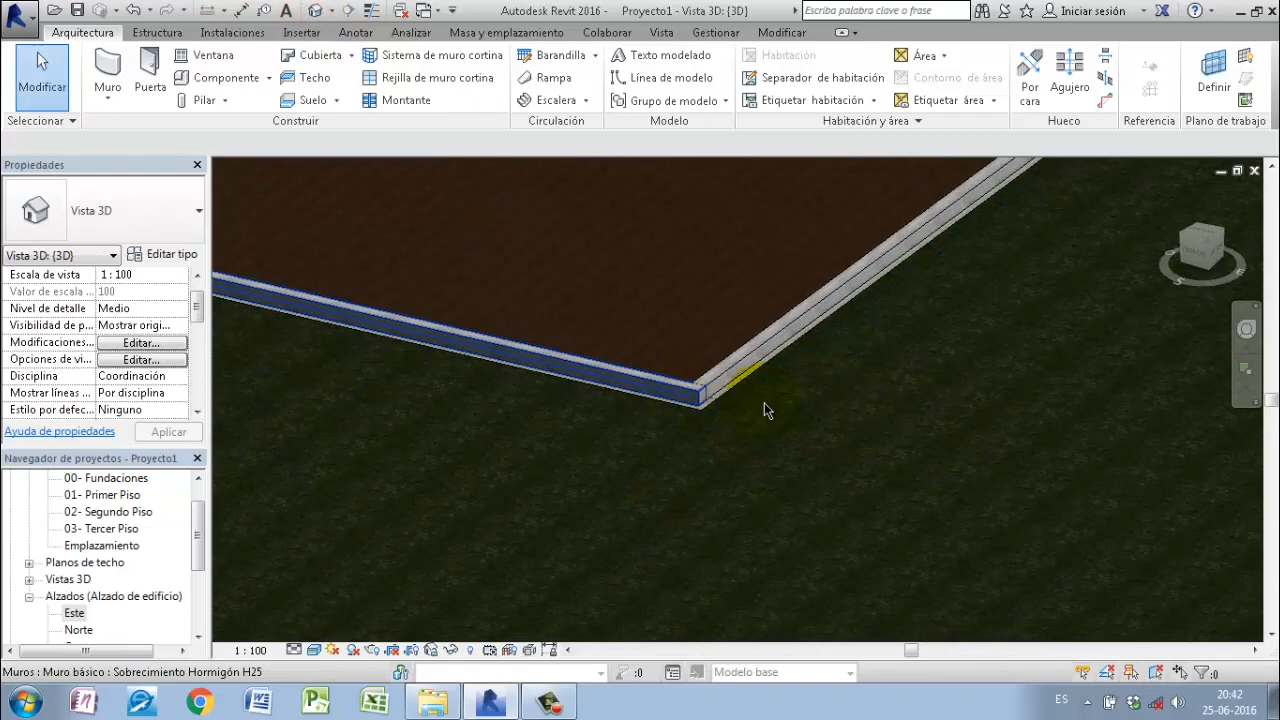 Autodesk Revit 2016 - Proyecto1 - Vista 3D: {3D}
Escriba palabra clave o frase
Iniciar sesión
Arquitectura Estructura Instalaciones Insertar Anotar Analizar Masa y emplazamiento Colaborar Vista Gestionar Modificar
Modificar
Muro
Puerta
Ventana
Componente
Pilar
Cubierta
Techo
Suelo
Sistema de muro cortina
Rejilla de muro cortina
Montante
Barandilla
Rampa
Escalera
Texto modelado
Línea de modelo
Grupo de modelo
Habitación
Separador de habitación
Etiquetar habitación
Área
Contorno de área
Etiquetar área
Por cara
Agujero
Definir
Seleccionar
Construir
Circulación
Modelo
Habitación y área
Hueco
Referencia
Plano de trabajo
Propiedades
Vista 3D
Vista 3D: {3D}
Editar tipo
Escala de vista 1 : 100
Valor de escala ... 100
Nivel de detalle Medio
Visibilidad de p... Mostrar origi...
Modificaciones... Editar...
Opciones de vi... Editar...
Disciplina Coordinación
Mostrar líneas ... Por disciplina
Estilo por defec... Ninguno
Ayuda de propiedades
Aplicar
Navegador de proyectos - Proyecto1
00- Fundaciones
01- Primer Piso
02- Segundo Piso
03- Tercer Piso
Emplazamiento
Planos de techo
Vistas 3D
Alzados (Alzado de edificio)
Este
Norte
1 : 100
Muros : Muro básico : Sobrecimiento Hormigón H25
:0
Modelo base
:0
ES
20:42
25-06-2016